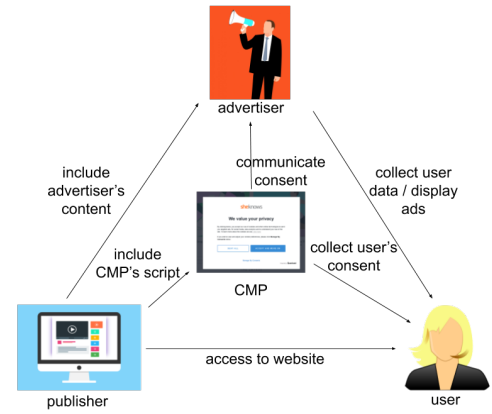 advertiser
communicate
consent
include
advertiser's
content
collect user
data / display
ads
We value your privacy
include
CMP's script
collect user's
consent
CMP
access to website
publisher
user